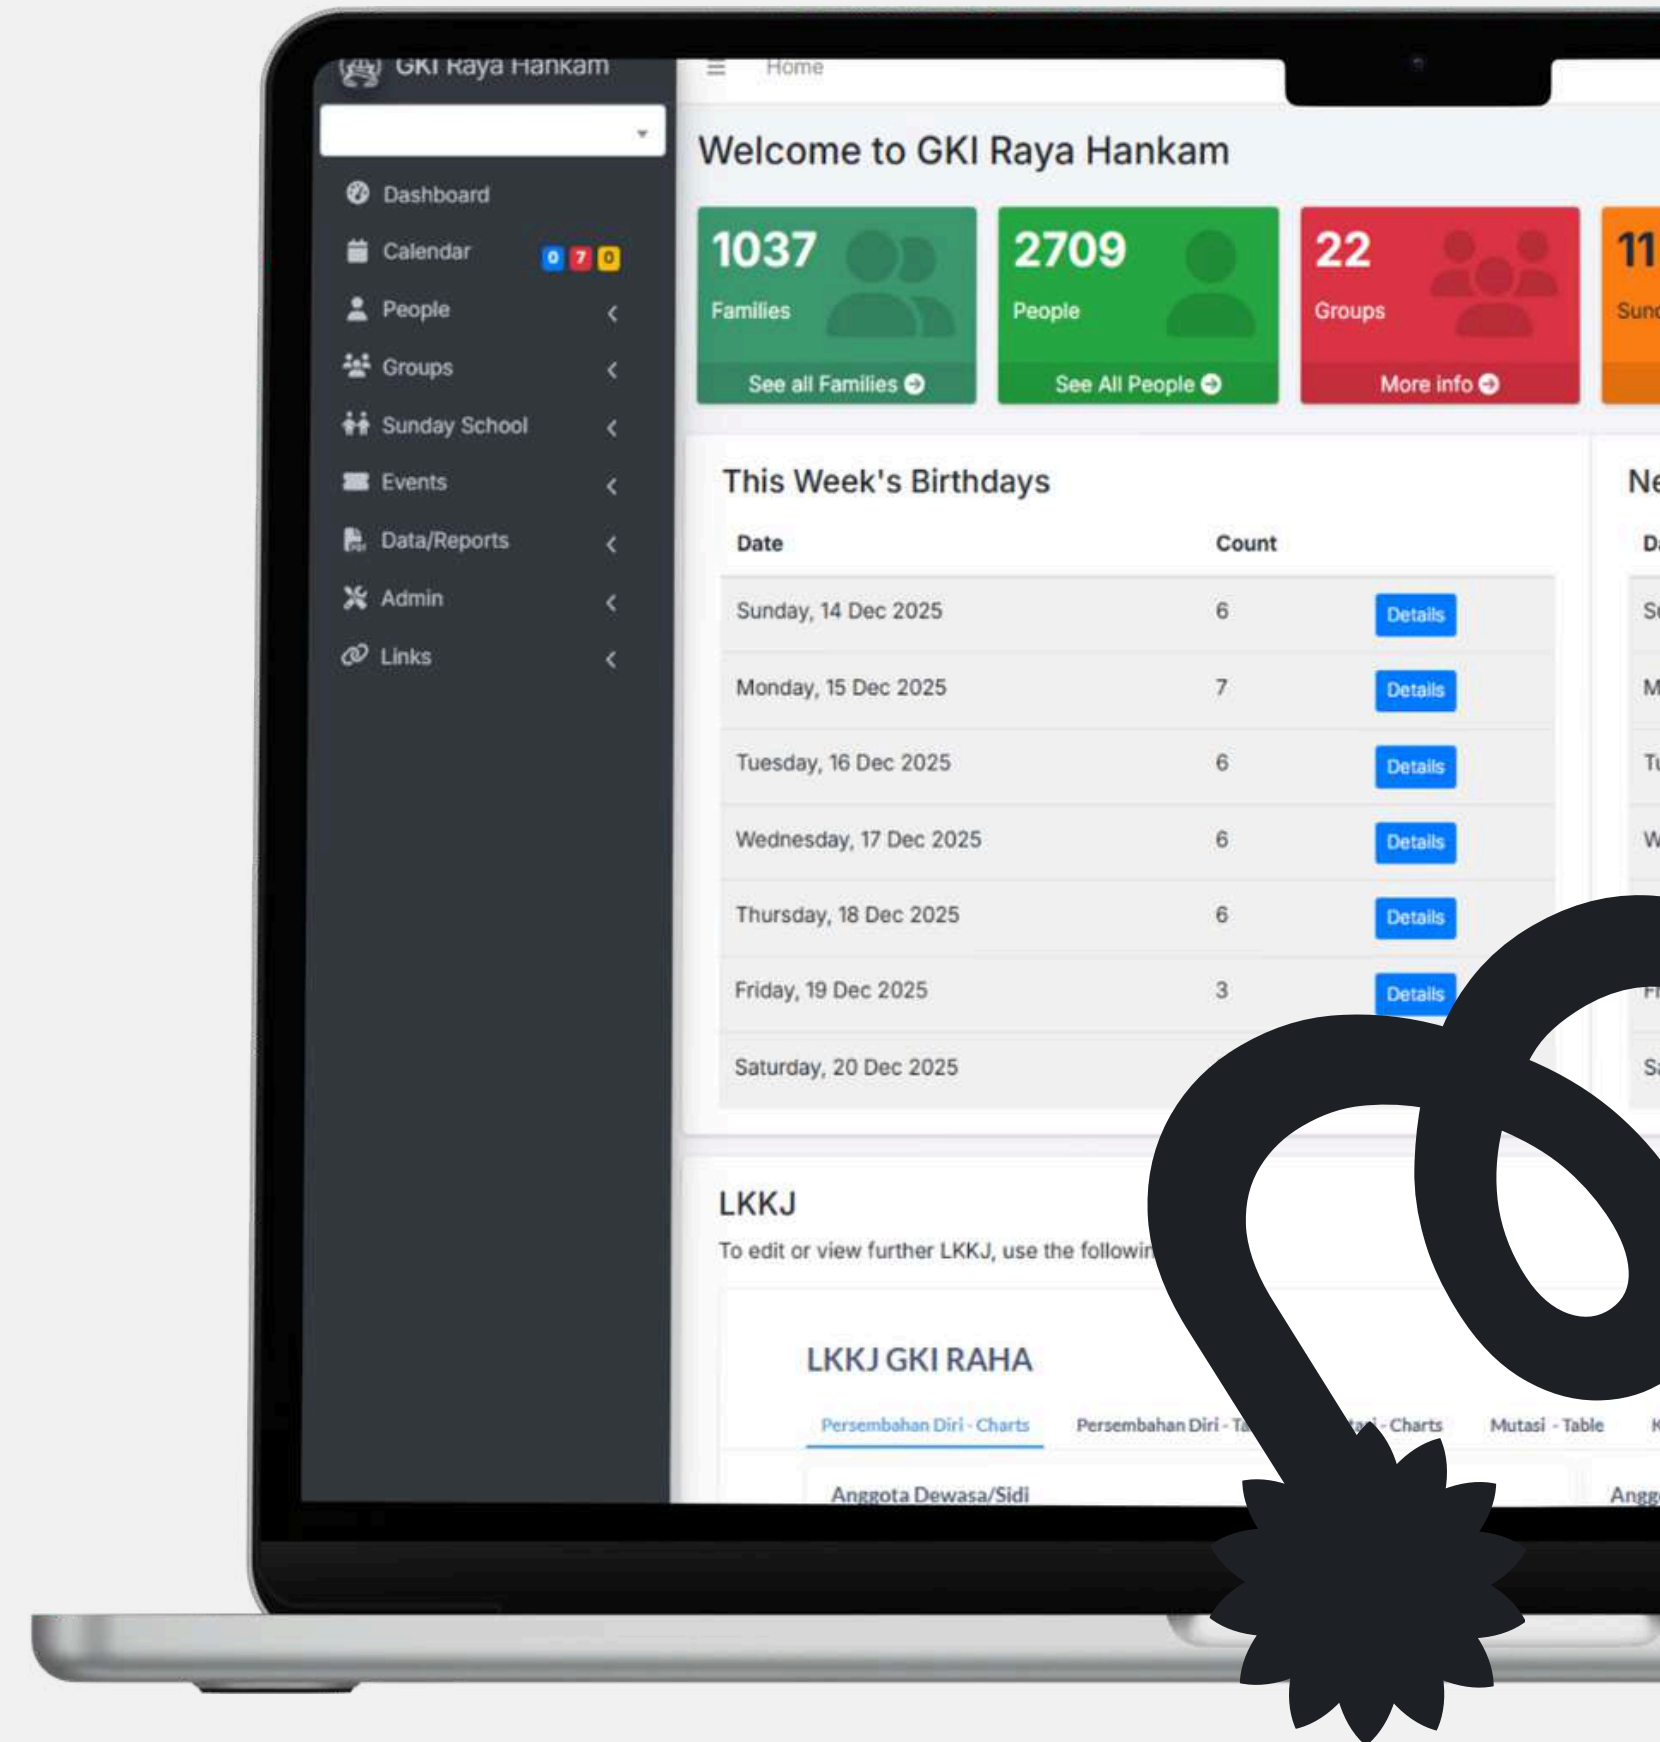 GKI Raya Hankam
Home
Dashboard
Calendar 0 7 0
People
Groups
Sunday School
Events
Data/Reports
Admin
Links
Welcome to GKI Raya Hankam
1037
Families
See all Families
2709
People
See All People
22
Groups
More info
11
This Week's Birthdays
Date Count
Sunday, 14 Dec 2025 6 Details
Monday, 15 Dec 2025 7 Details
Tuesday, 16 Dec 2025 6 Details
Wednesday, 17 Dec 2025 6 Details
Thursday, 18 Dec 2025 6 Details
Friday, 19 Dec 2025 3 Details
Saturday, 20 Dec 2025
LKKJ
To edit or view further LKKJ, use the
LKKJ GKI RAHA
Persembahan Diri - Charts Persembahan Diri - Charts Mutasi - Table
Anggota Dewasa/Sidi